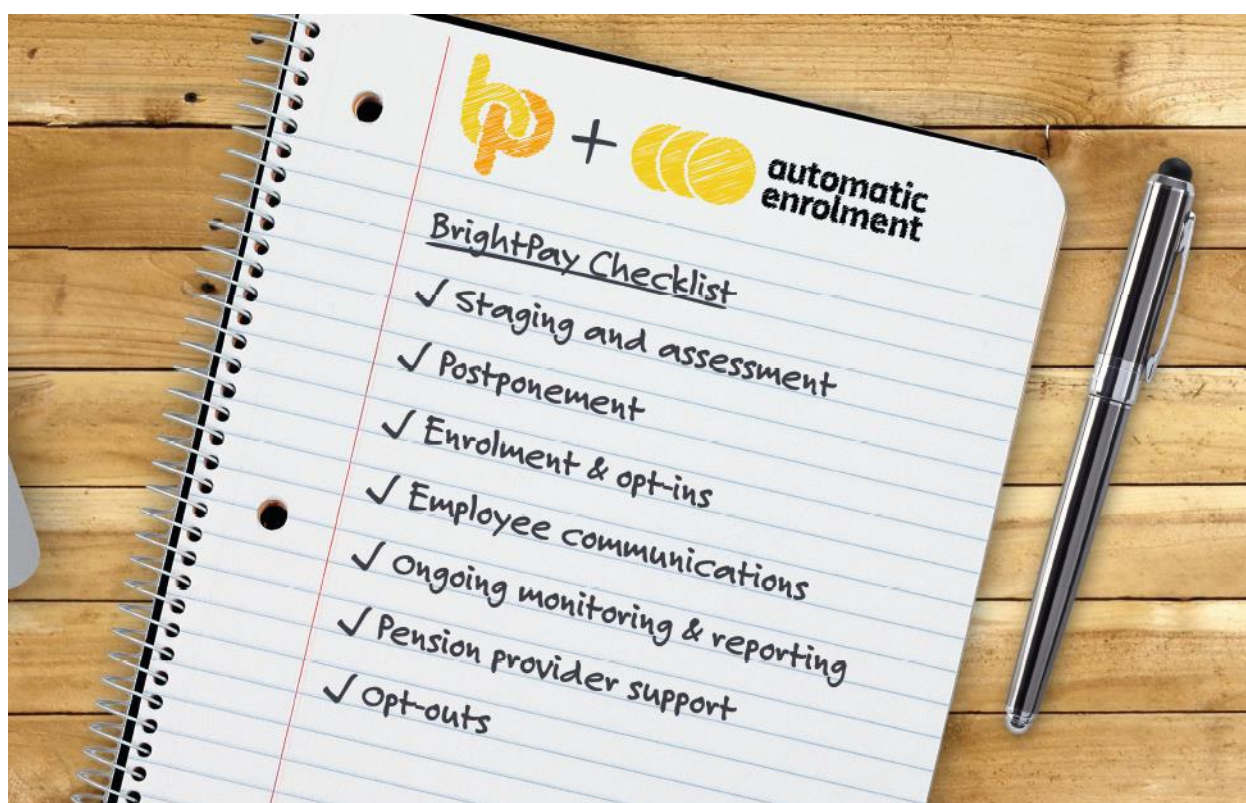 bp + automatic
enrolment
BrightPay Checklist
✓ Staging and assessment
✓ Postponement
✓ Enrolment & opt-ins
✓ Employee communications
✓ Ongoing monitoring & reporting
✓ Pension provider support
✓ Opt-outs